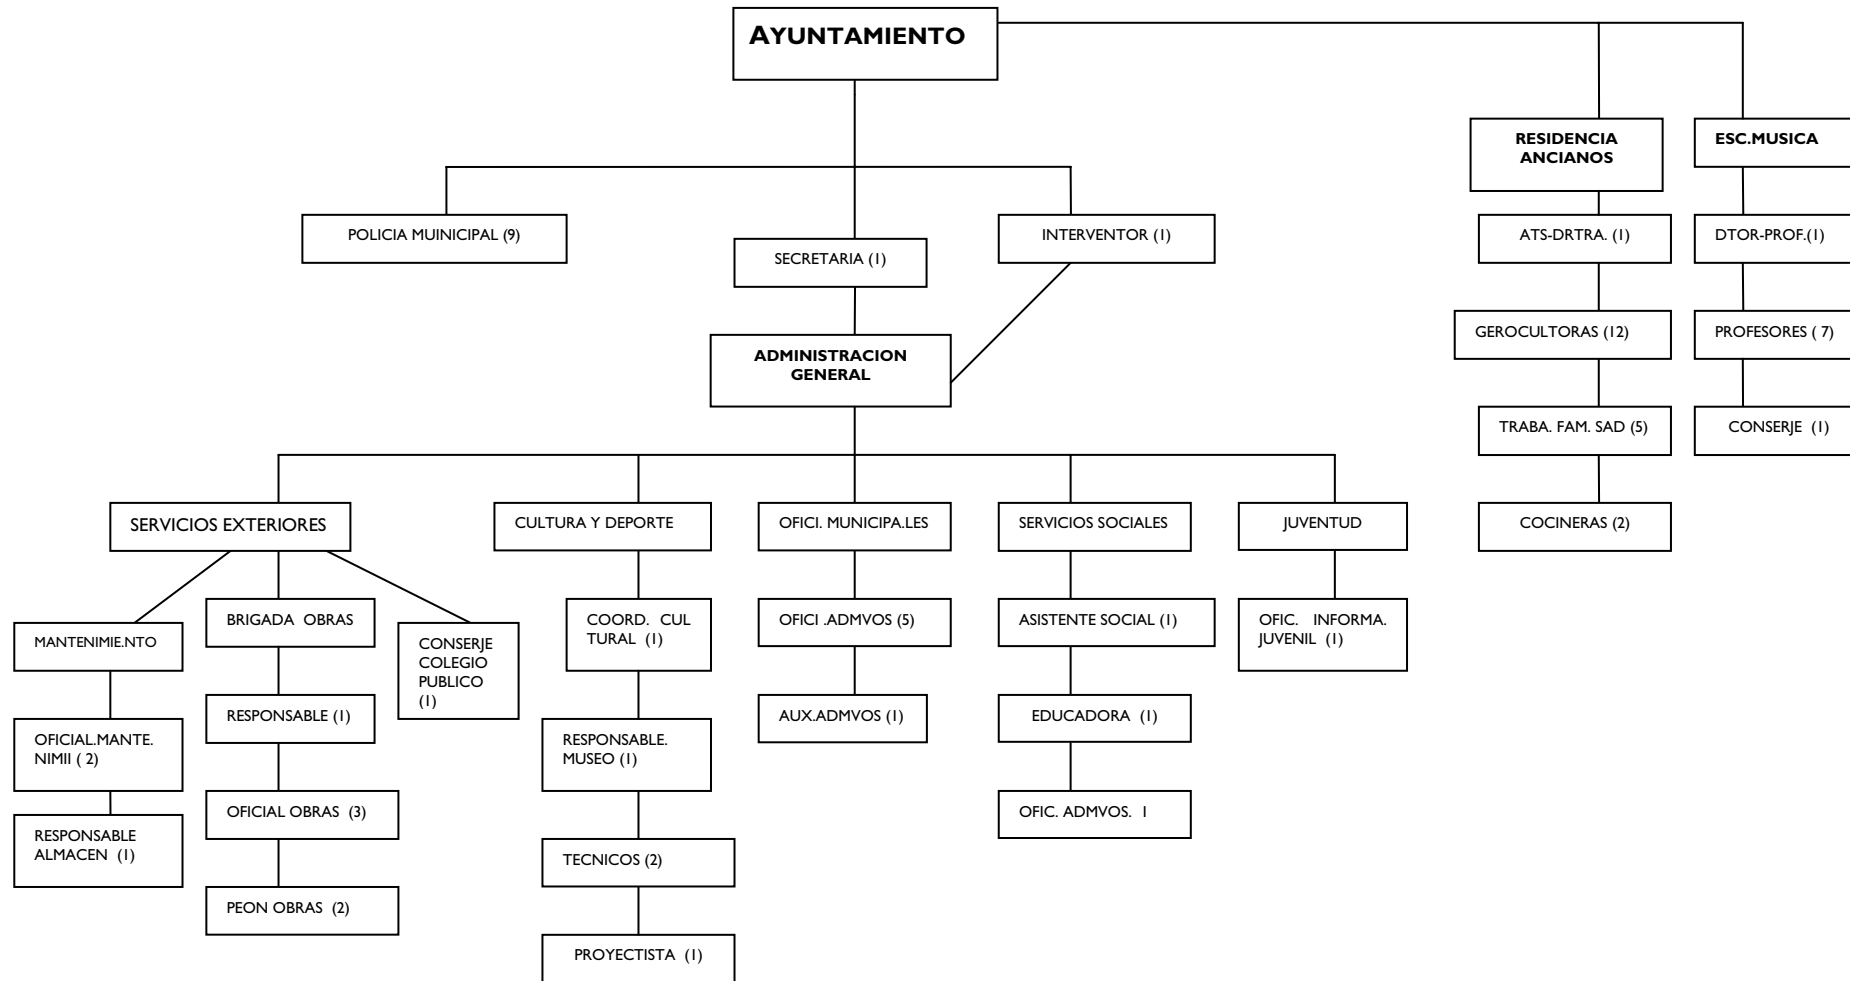 AYUNTAMIENTO
RESIDENCIA
ANCIANOS
ESC.MUSICA
POLICIA MUINICIPAL (9)
SECRETARIA (1)
INTERVENTOR (1)
ATS-DRTRA. (1)
DTOR-PROF.(1)
ADMINISTRACION
GENERAL
GEROCULTORAS (12)
PROFESORES ( 7)
TRABA. FAM. SAD (5)
CONSERJE (1)
SERVICIOS EXTERIORES
CULTURA Y DEPORTE
OFICI. MUNICIPA.LES
SERVICIOS SOCIALES
JUVENTUD
COCINERAS (2)
MANTENIMIE.NTO
BRIGADA OBRAS
CONSERJE
COLEGIO
PUBLICO
(1)
COORD. CUL
TURAL (1)
OFICI .ADMVOS (5)
ASISTENTE SOCIAL (1)
OFIC. INFORMA.
JUVENIL (1)
OFICIAL.MANTE.
NIMII ( 2)
RESPONSABLE (1)
RESPONSABLE.
MUSEO (1)
AUX.ADMVOS (1)
EDUCADORA (1)
RESPONSABLE
ALMACEN (1)
OFICIAL OBRAS (3)
TECNICOS (2)
OFIC. ADMVOS. 1
PEON OBRAS (2)
PROYECTISTA (1)